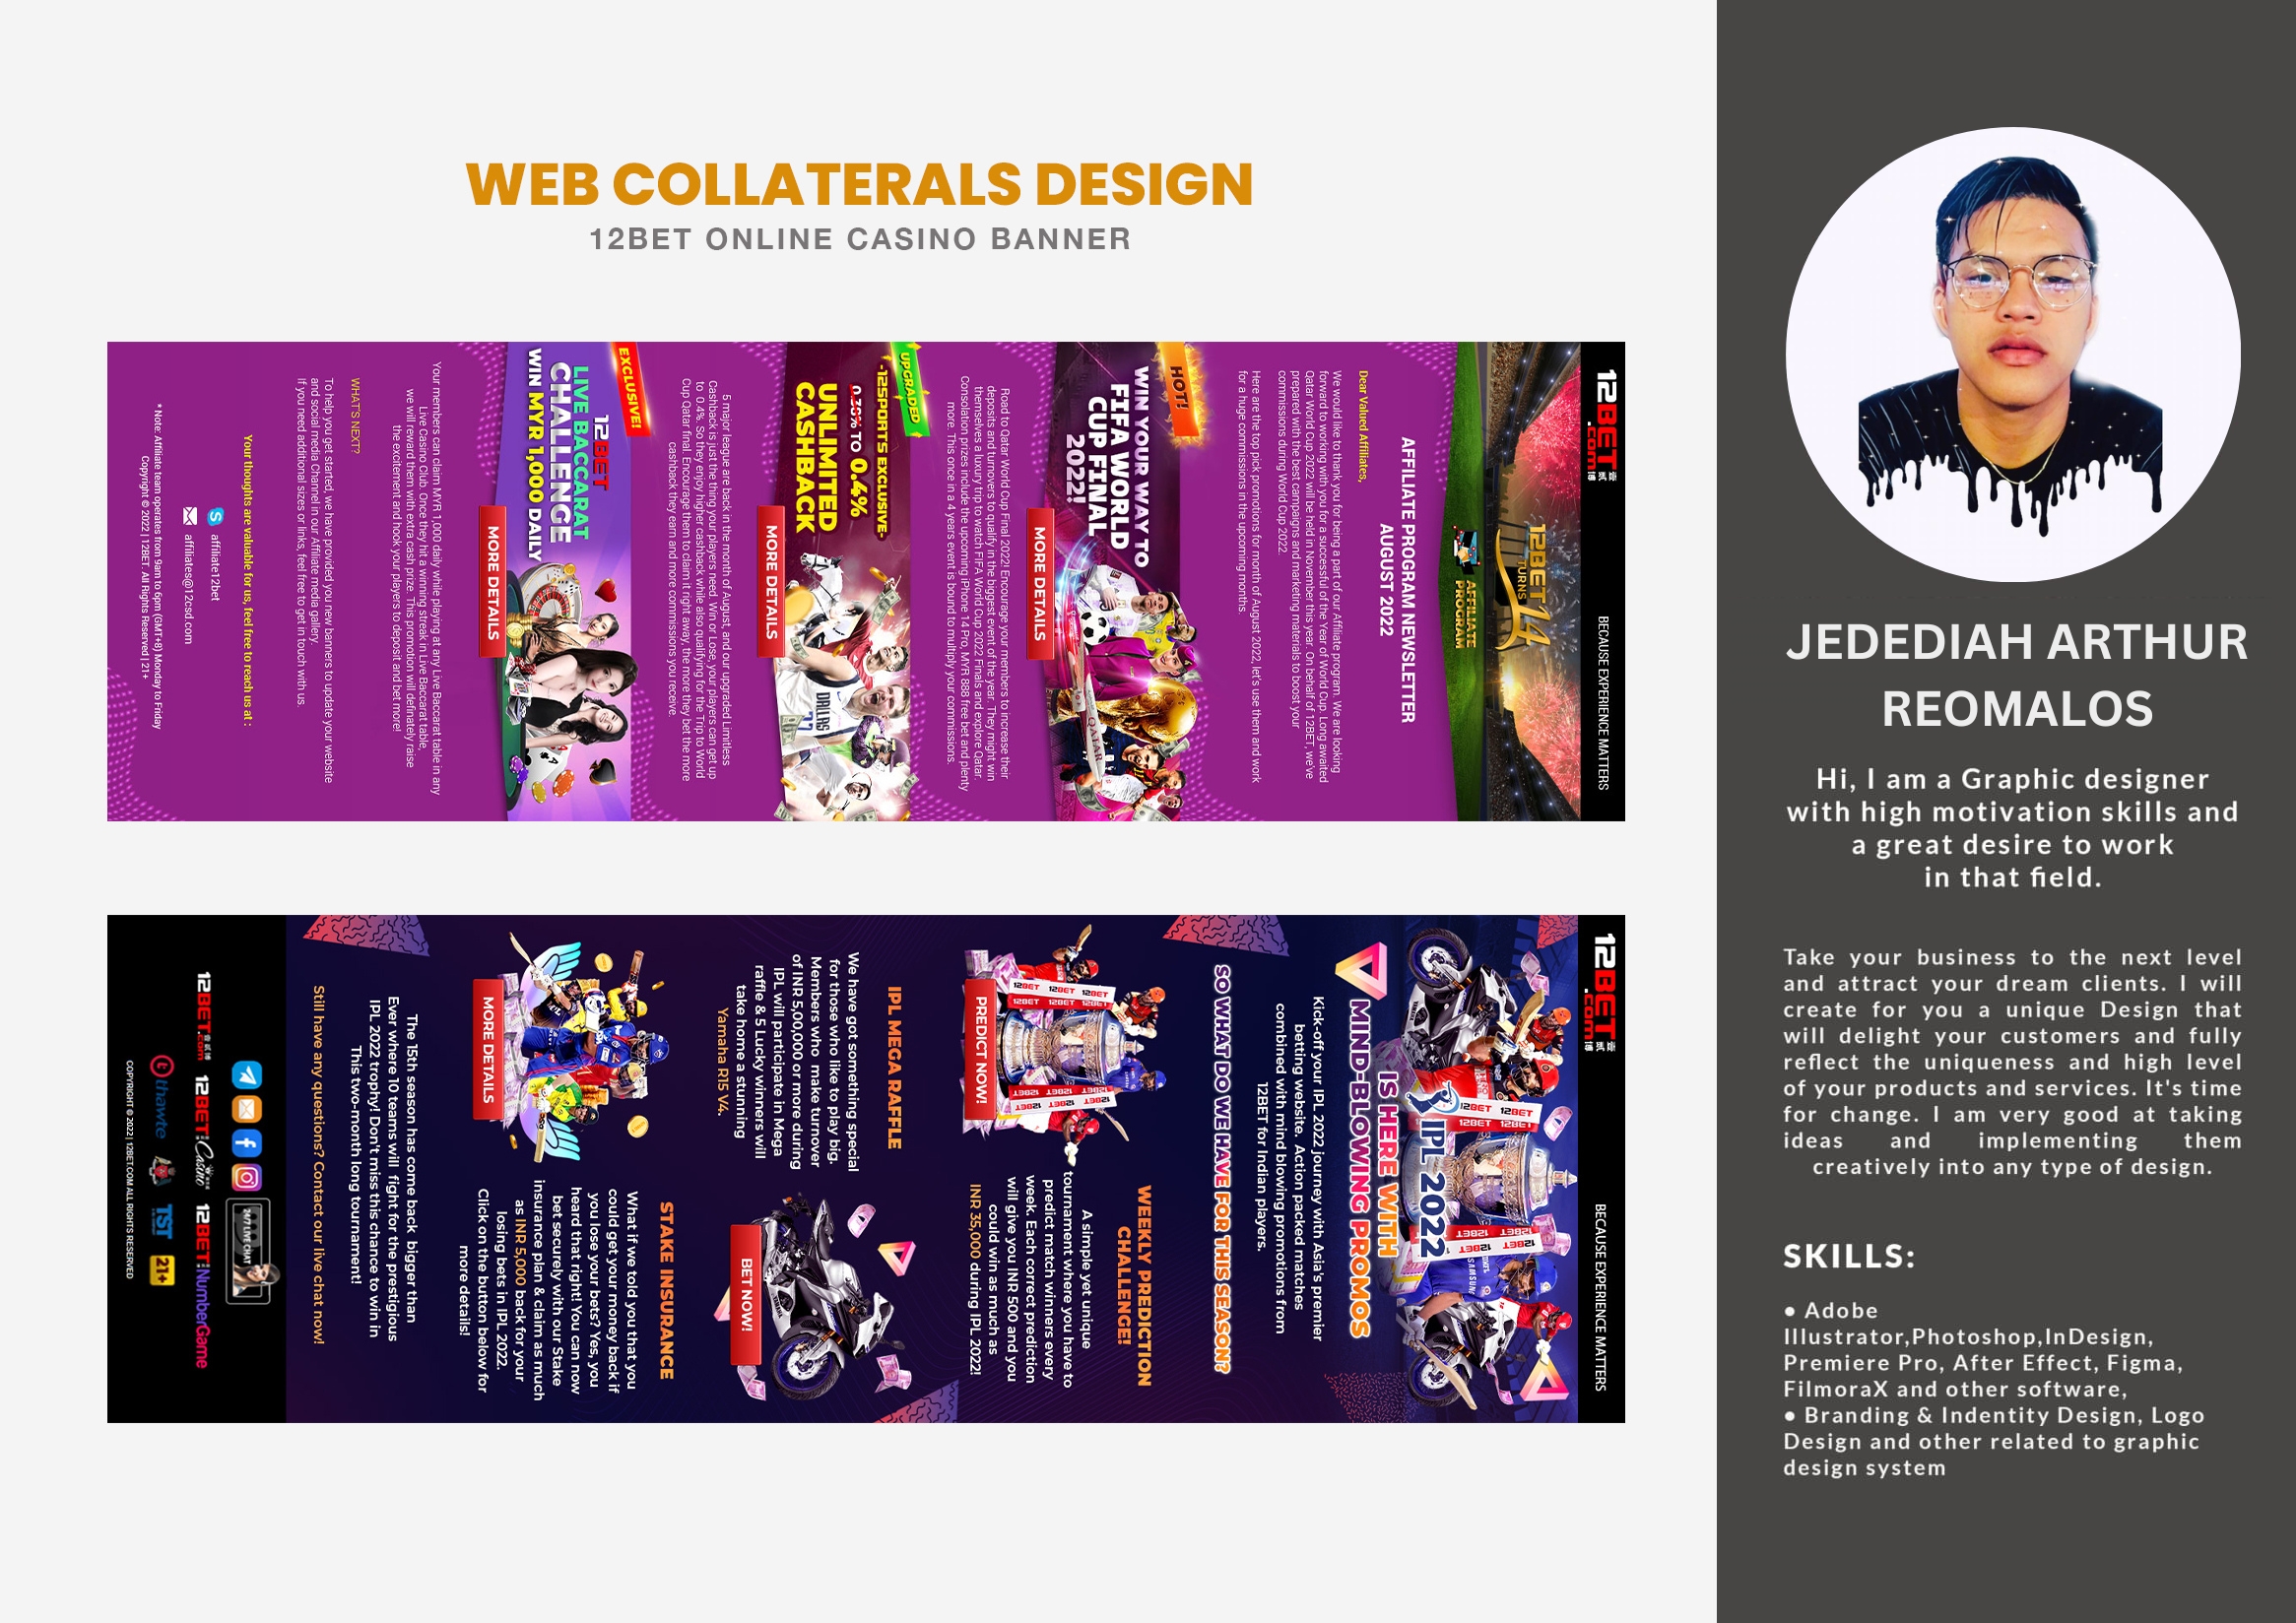 WEB COLLATERALS DESIGN
12BET ONLINE CASINO BANNER
12BET
.com
BECAUSE EXPERIENCE MATTERS
12BET
TURNS
14
AFFILIATE
PROGRAM
AFFILIATE PROGRAM NEWSLETTER
AUGUST 2022
Dear Valued Affiliates,
We would like to thank you for being a part of our Affiliate program. We are looking
forward to working with you for a successful of the Year of World Cup. Long awaited
Qatar World Cup 2022 will be held in November this year. On behalf of 12BET, we've
prepared with the best campaigns and marketing materials to boost your
commissions during World Cup 2022.
Here are the top pick promotions for month of August 2022, let's use them and work
for a huge commissions in the upcoming months.
HOT!
WIN YOUR WAY TO
FIFA WORLD
CUP FINAL
2022!
QATAR
MORE DETAILS
Road to Qatar World Cup Final 2022! Encourage your members to increase their
deposits and turnovers to qualify in the biggest event of the year. They might win
themselves a luxury trip to watch FIFA World Cup 2022 Finals and explore Qatar.
Consolation prizes include the upcoming iPhone 14 Pro, MYR 888 free bet and plenty
more. This once in a 4 years event is bound to multiply your commissions.
UPGRADED
-12SPORTS EXCLUSIVE-
0.38% TO 0.4%
UNLIMITED
CASHBACK
DALLAS
MORE DETAILS
5 major league are back in the month of August, and our upgraded Limitless
Cashback is just the thing your players need. Win or Lose, your players can get up
to 0.4%. So they enjoy higher cashback while also qualifying for the Trip to World
Cup Qatar final. Encourage them to claim it right away, the more they bet the more
cashback they earn and more commissions you receive.
EXCLUSIVE!
12BET
LIVE BACCARAT
CHALLENGE
WIN MYR 1,000 DAILY
MORE DETAILS
Your members can claim MYR 1,000 daily while playing at any Live Baccarat table in any
Live Casino Club. Once they hit a winning streak in Live Baccarat table,
we will reward them with extra cash prize. This promotion will definately raise
the excitement and hook your players to deposit and bet more!
WHAT'S NEXT?
To help you get started, we have provided you new banners to update your website
and social media Channel in our Affiliate media gallery.
If you need additional sizes or links, feel free to get in touch with us.
Your thoughts are valuable for us, feel free to reach us at :
affiliate12bet
affiliates@12csd.com
* Note: Affiliate team operates from 9am to 6pm (GMT+8) Monday to Friday
Copyright © 2022 | 12BET. All Rights Reserved | 21+
12BET
.com
BECAUSE EXPERIENCE MATTERS
12BET 12BET
IPL 2022
SAMSUNG
IS HERE WITH
MIND-BLOWING PROMOS
Kick-off your IPL 2022 journey with Asia's premier
betting website. Action packed matches
combined with mind blowing promotions from
12BET for Indian players.
SO WHAT DO WE HAVE FOR THIS SEASON?
12BET 12BET 12BET
12BET 12BET 12BET
PREDICT NOW!
WEEKLY PREDICTION
CHALLENGE!
A simple yet unique
tournament where you have to
predict match winners every
week. Each correct prediction
will give you INR 500 and you
could win as much as
INR 35,000 during IPL 2022!
IPL MEGA RAFFLE
We have got something special
for those who like to play big.
Members who make turnover
of INR 5,00,000 or more during
IPL will participate in Mega
raffle & 5 Lucky winners will
take home a stunning
Yamaha R15 V4.
BET NOW!
MORE DETAILS
STAKE INSURANCE
What if we told you that you
could get your money back if
you lose your bets? Yes, you
heard that right! You can now
bet securely with our Stake
insurance plan & claim as much
as INR 5,000 back for your
losing bets in IPL 2022.
Click on the button below for
more details!
The 15th season has come back bigger than
Ever where 10 teams will fight for the prestigious
IPL 2022 trophy! Don't miss this chance to win in
This two-month long tournament!
Still have any questions? Contact our live chat now!
24/7 LIVE CHAT
12BET.com 12BET Casino 12BET NumberGame
thawte TST 21+
COPYRIGHT © 2022 | 12BET.COM ALL RIGHTS RESERVED
JEDEDIAH ARTHUR
REOMALOS
Hi, I am a Graphic designer
with high motivation skills and
a great desire to work
in that field.
Take your business to the next level
and attract your dream clients. I will
create for you a unique Design that
will delight your customers and fully
reflect the uniqueness and high level
of your products and services. It's time
for change. I am very good at taking
ideas and implementing them
creatively into any type of design.
SKILLS:
• Adobe
Illustrator,Photoshop,InDesign,
Premiere Pro, After Effect, Figma,
FilmoraX and other software,
• Branding & Indentity Design, Logo
Design and other related to graphic
design system